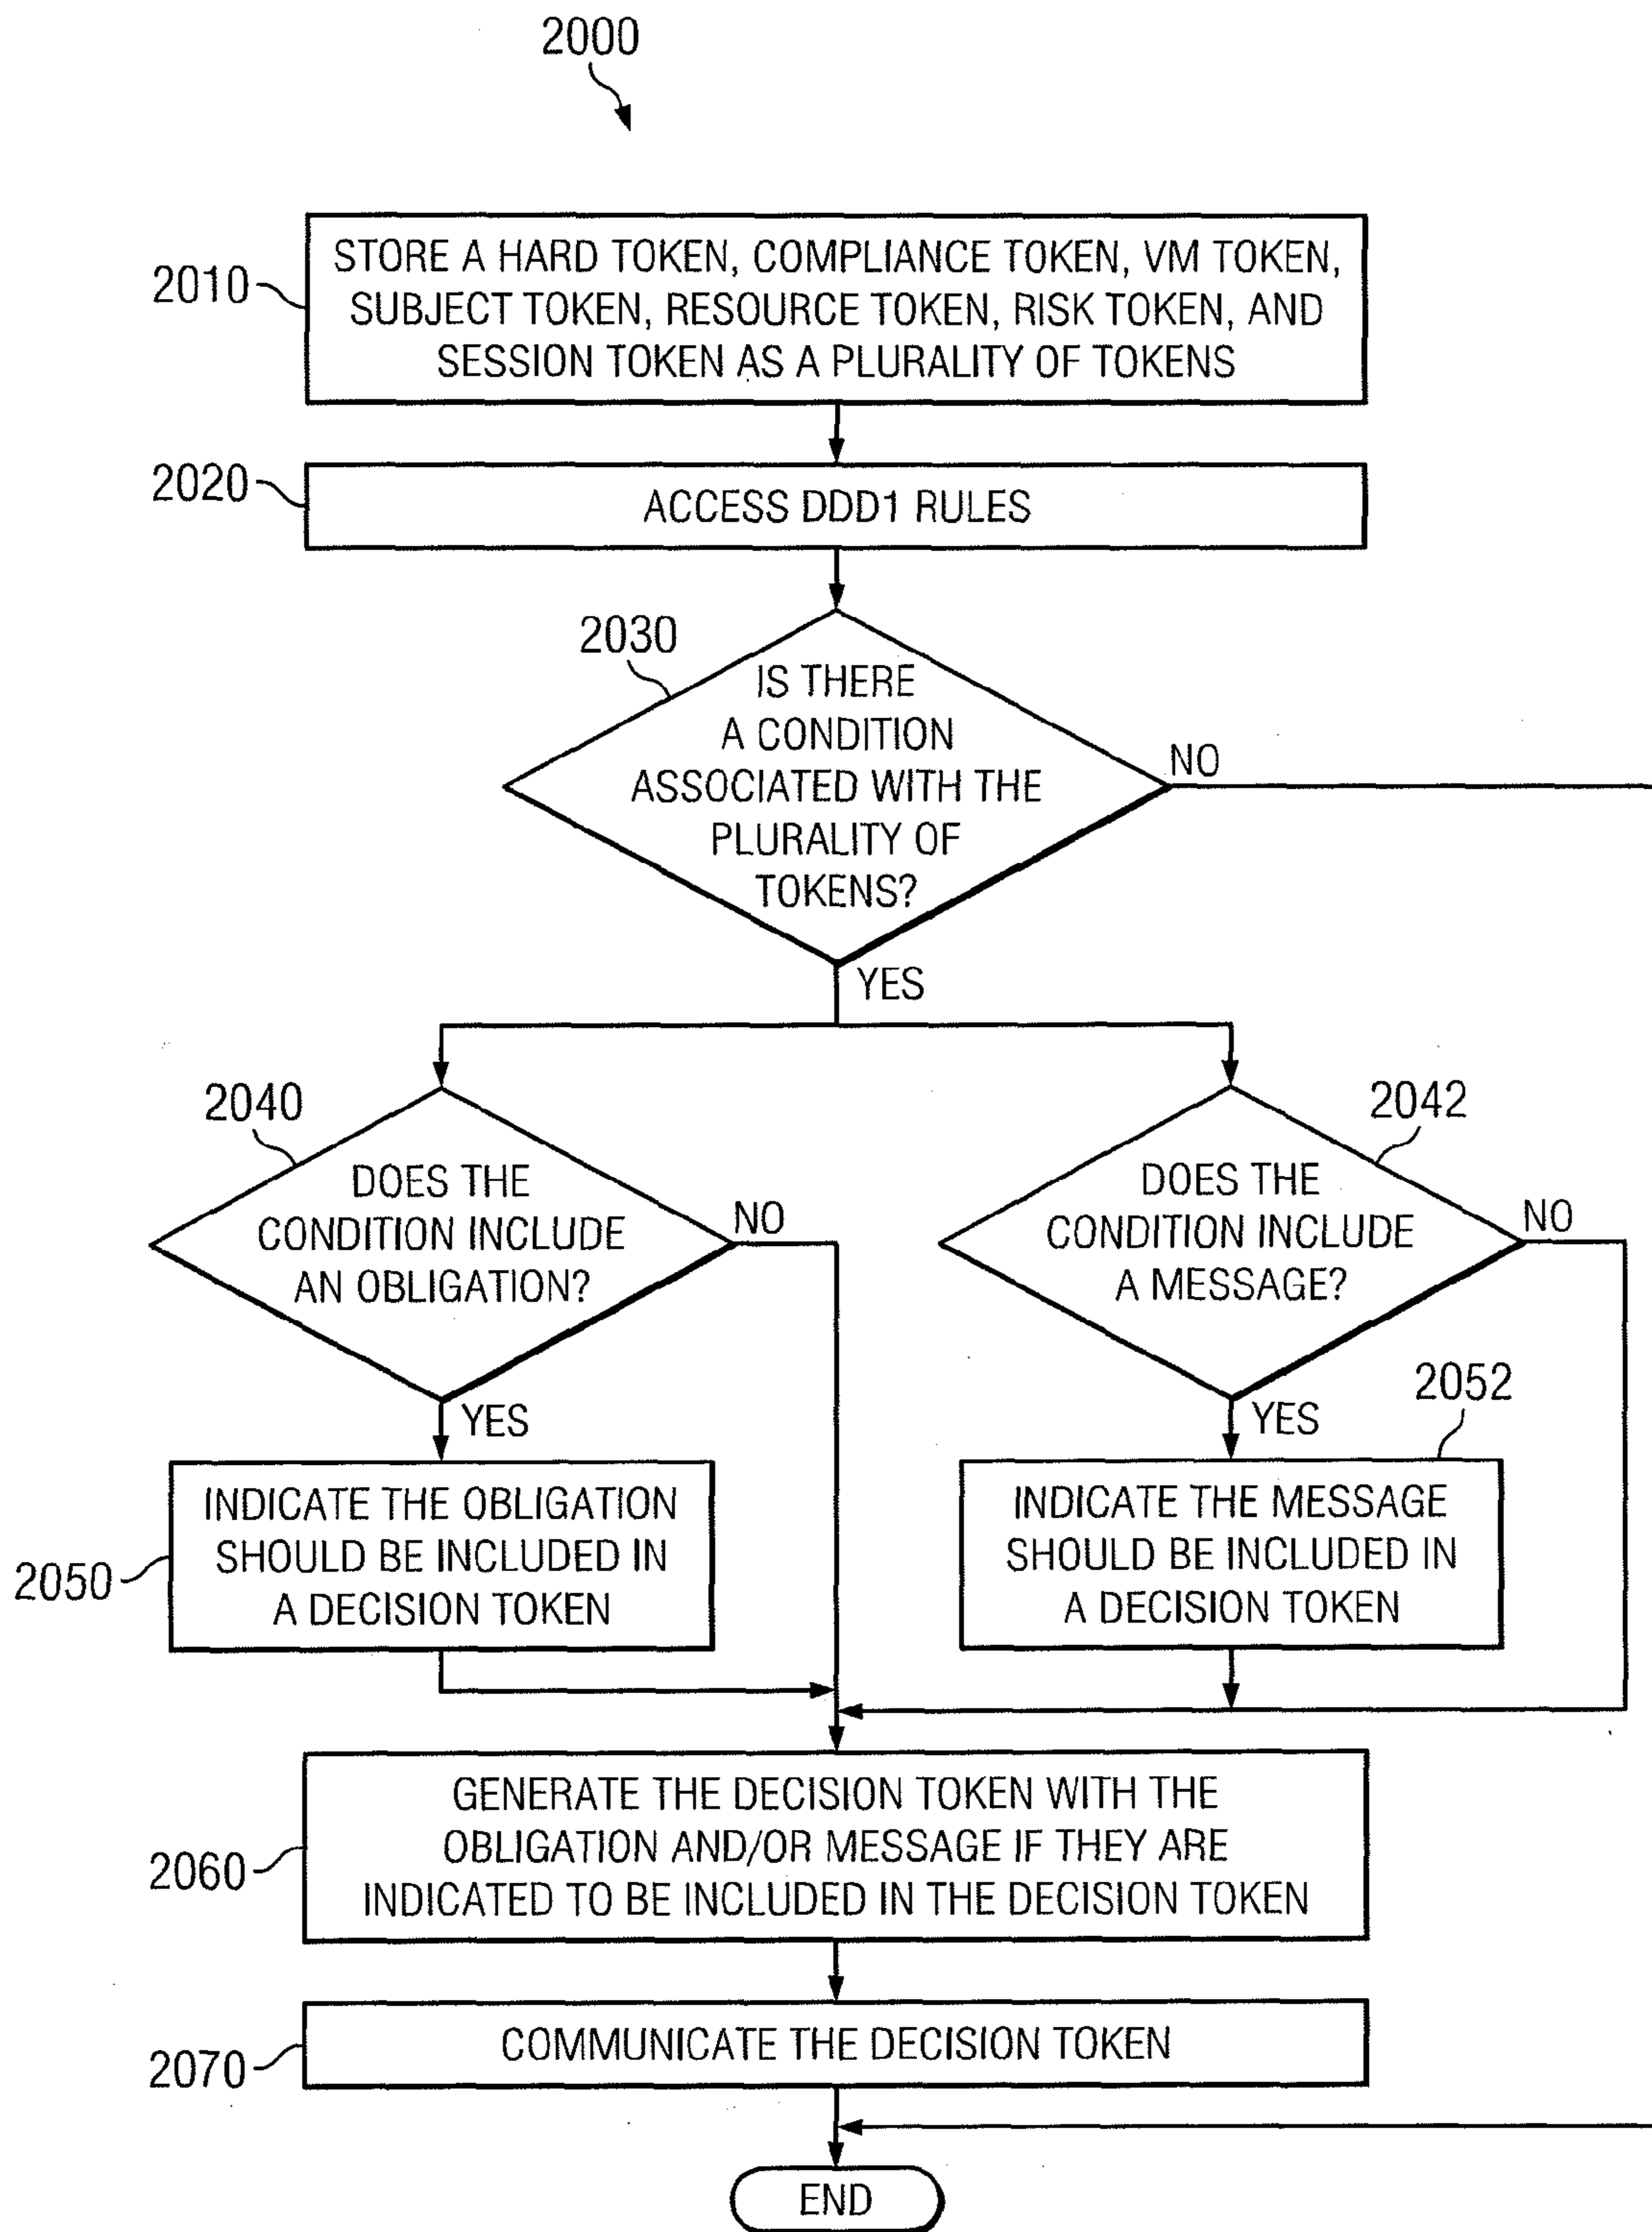 2000
2010
STORE A HARD TOKEN, COMPLIANCE TOKEN, VM TOKEN,
SUBJECT TOKEN, RESOURCE TOKEN, RISK TOKEN, AND
SESSION TOKEN AS A PLURALITY OF TOKENS
2020
ACCESS DDD1 RULES
2030
IS THERE
A CONDITION
ASSOCIATED WITH THE
PLURALITY OF
TOKENS?
NO
YES
2040
DOES THE
CONDITION INCLUDE
AN OBLIGATION?
NO
YES
2042
DOES THE
CONDITION INCLUDE
A MESSAGE?
NO
YES
2050
INDICATE THE OBLIGATION
SHOULD BE INCLUDED IN
A DECISION TOKEN
2052
INDICATE THE MESSAGE
SHOULD BE INCLUDED IN
A DECISION TOKEN
2060
GENERATE THE DECISION TOKEN WITH THE
OBLIGATION AND/OR MESSAGE IF THEY ARE
INDICATED TO BE INCLUDED IN THE DECISION TOKEN
2070
COMMUNICATE THE DECISION TOKEN
END